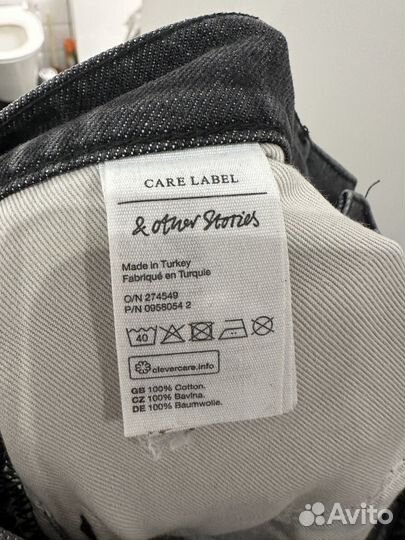 CARE LABEL
& other Stories
Made in Turkey
Fabriqué en Turquie
O/N 274549
P/N 0958054 2
40
clevercare.info
GB 100% Cotton.
CZ 100% Bavlna.
DE 100% Baumwolle.
Avito